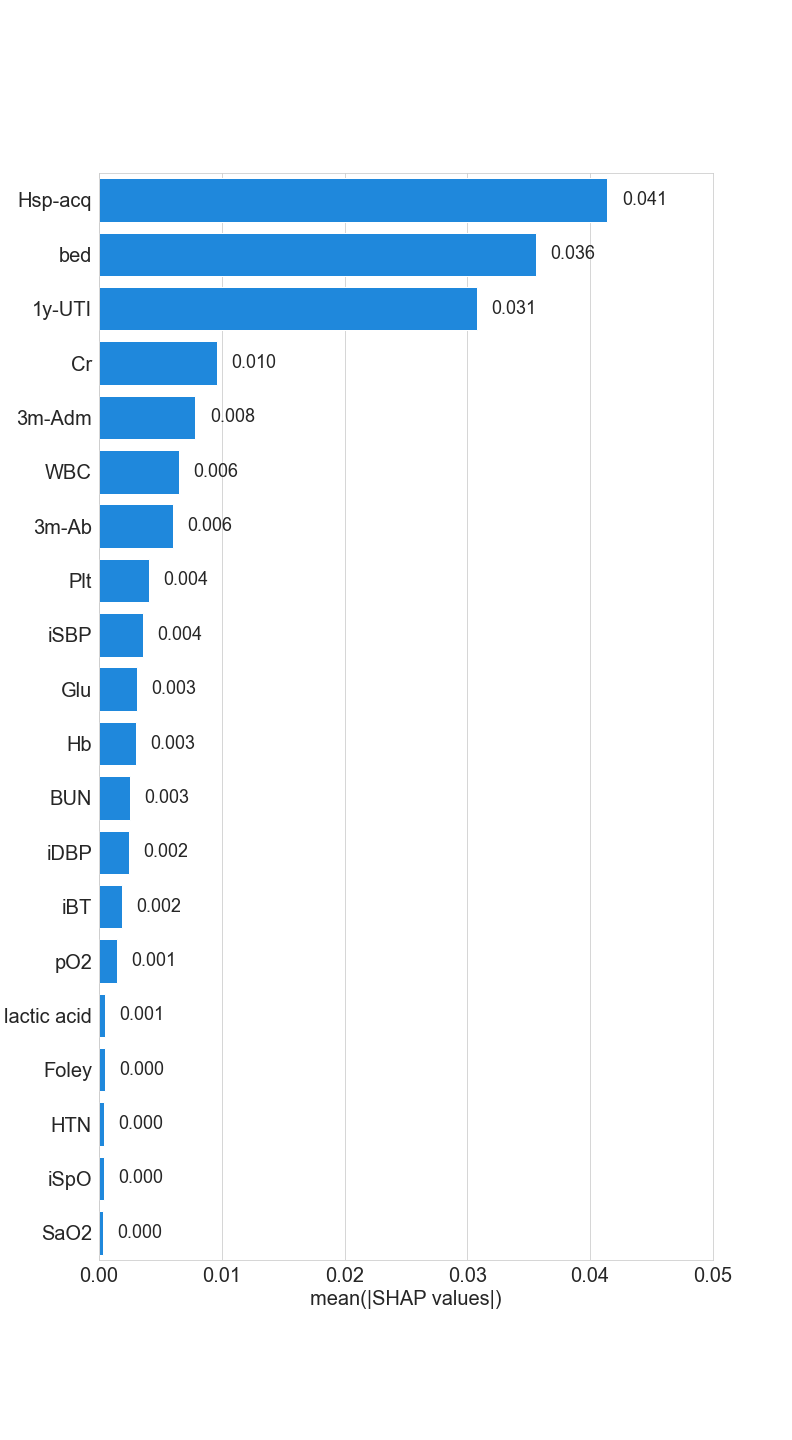 Hsp-acq 0.041
bed 0.036
1y-UTI 0.031
Cr 0.010
3m-Adm 0.008
WBC 0.006
3m-Ab 0.006
Plt 0.004
iSBP 0.004
Glu 0.003
Hb 0.003
BUN 0.003
iDBP 0.002
iBT 0.002
pO2 0.001
lactic acid 0.001
Foley 0.000
HTN 0.000
iSpO 0.000
SaO2 0.000
0.00 0.01 0.02 0.03 0.04 0.05
mean(|SHAP values|)